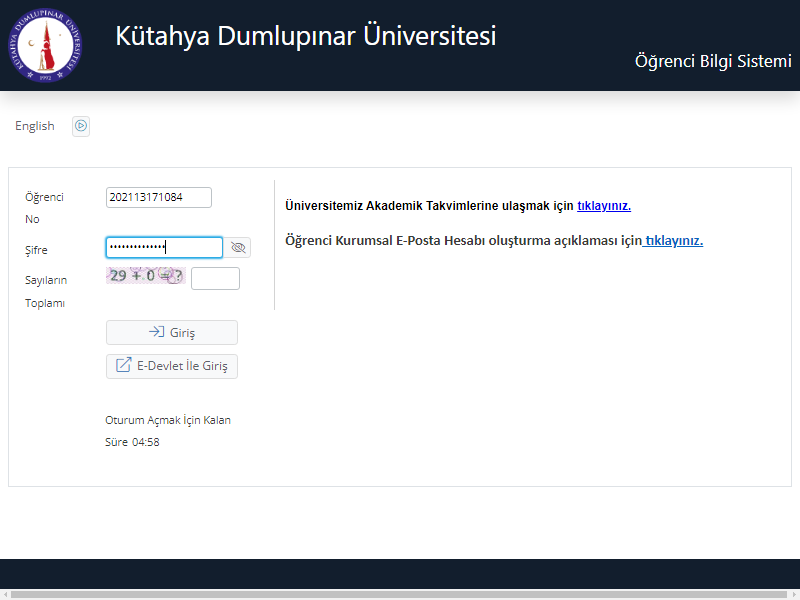 KÜTAHYA DUMLUPINAR ÜNİVERSİTESİ
1992
Kütahya Dumlupınar Üniversitesi
Öğrenci Bilgi Sistemi
English
Öğrenci No
202113171084
Şifre
••••••••••••••
Sayıların Toplamı
29 + 0 = ?
Giriş
E-Devlet İle Giriş
Oturum Açmak İçin Kalan
Süre 04:58
Üniversitemiz Akademik Takvimlerine ulaşmak için tıklayınız.
Öğrenci Kurumsal E-Posta Hesabı oluşturma açıklaması için tıklayınız.